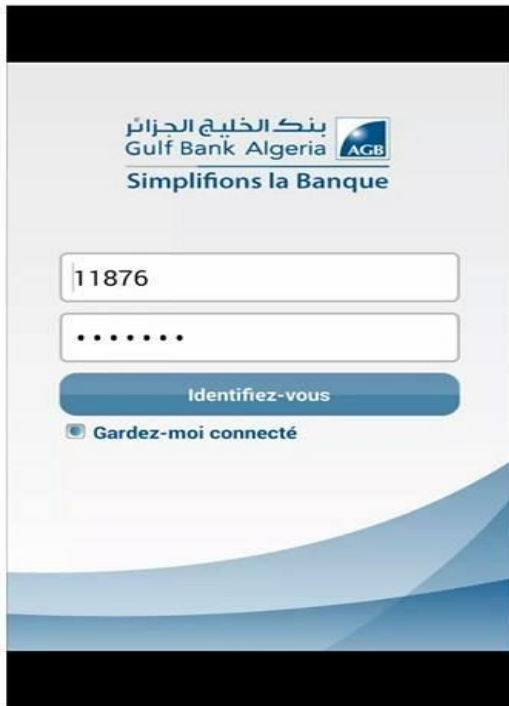 بنك الخليج الجزائر
Gulf Bank Algeria
AGB
Simplifions la Banque
11876
•••••••
Identifiez-vous
Gardez-moi connecté